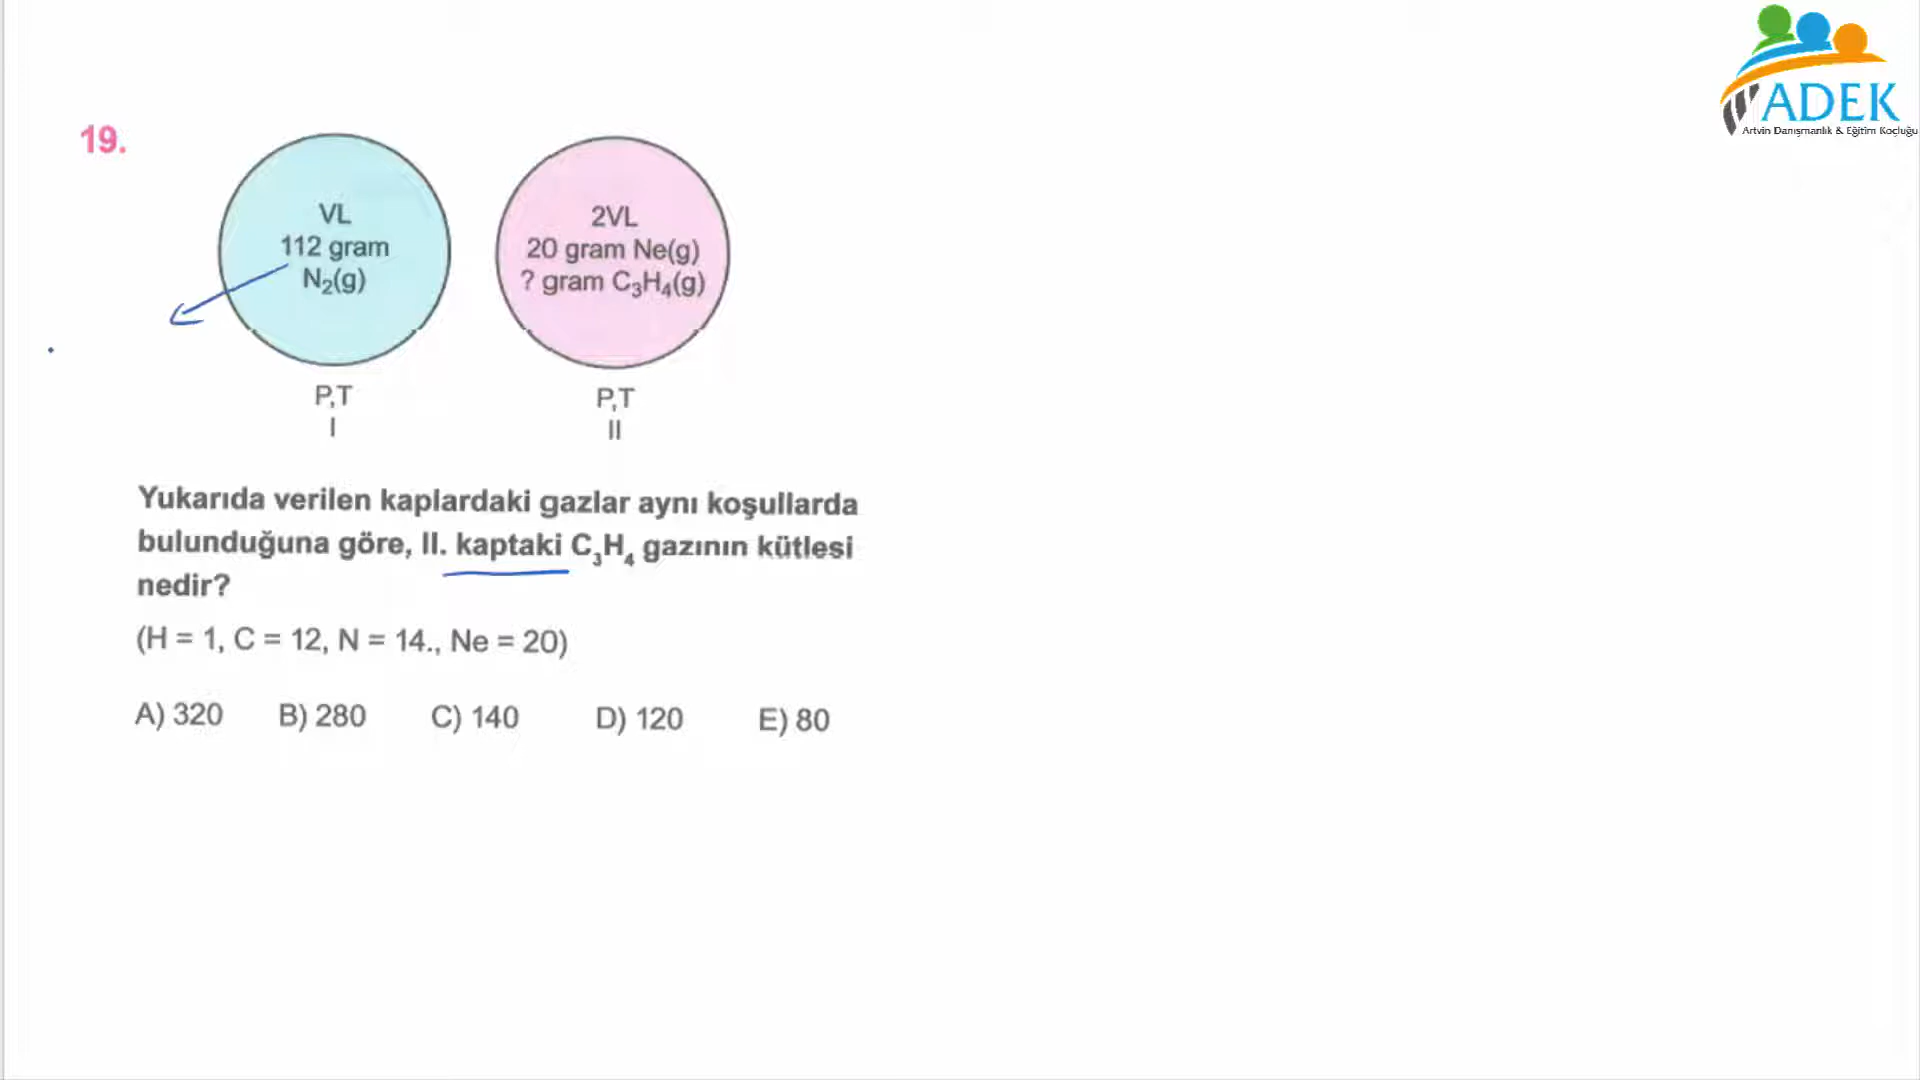 ADEK
Artvin Danışmanlık & Eğitim Koçluğu
19.
VL
112 gram
N₂(g)
P,T
I
2VL
20 gram Ne(g)
? gram C₃H₄(g)
P,T
II
Yukarıda verilen kaplardaki gazlar aynı koşullarda
bulunduğuna göre, II. kaptaki C₃H₄ gazının kütlesi
nedir?
(H = 1, C = 12, N = 14., Ne = 20)
A) 320 B) 280 C) 140 D) 120 E) 80